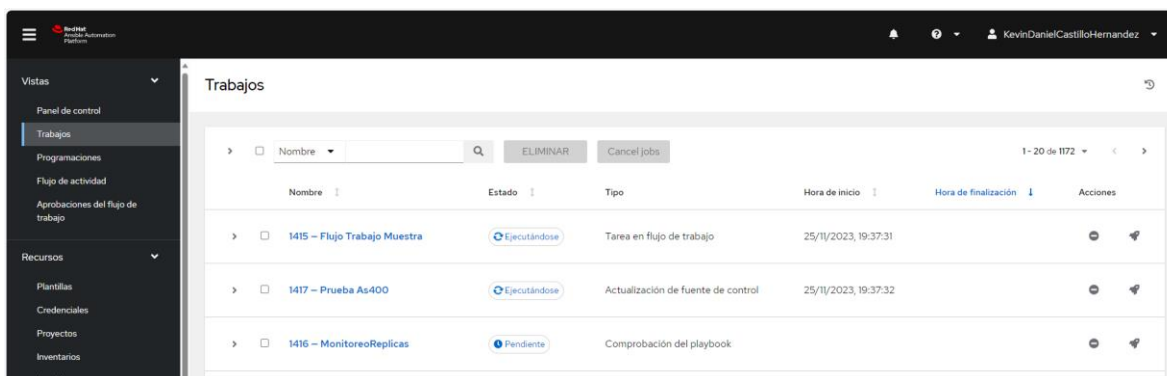 Red Hat
Ansible Automation
Platform
KevinDanielCastilloHernandez
Vistas
Panel de control
Trabajos
Programaciones
Flujo de actividad
Aprobaciones del flujo de
trabajo
Recursos
Plantillas
Credenciales
Proyectos
Inventarios
Trabajos
Nombre
ELIMINAR
Cancel jobs
1 - 20 de 1172
Nombre Estado Tipo Hora de inicio Hora de finalización Acciones
1415 — Flujo Trabajo Muestra Ejecutándose Tarea en flujo de trabajo 25/11/2023, 19:37:31
1417 — Prueba As400 Ejecutándose Actualización de fuente de control 25/11/2023, 19:37:32
1416 — MonitoreoReplicas Pendiente Comprobación del playbook